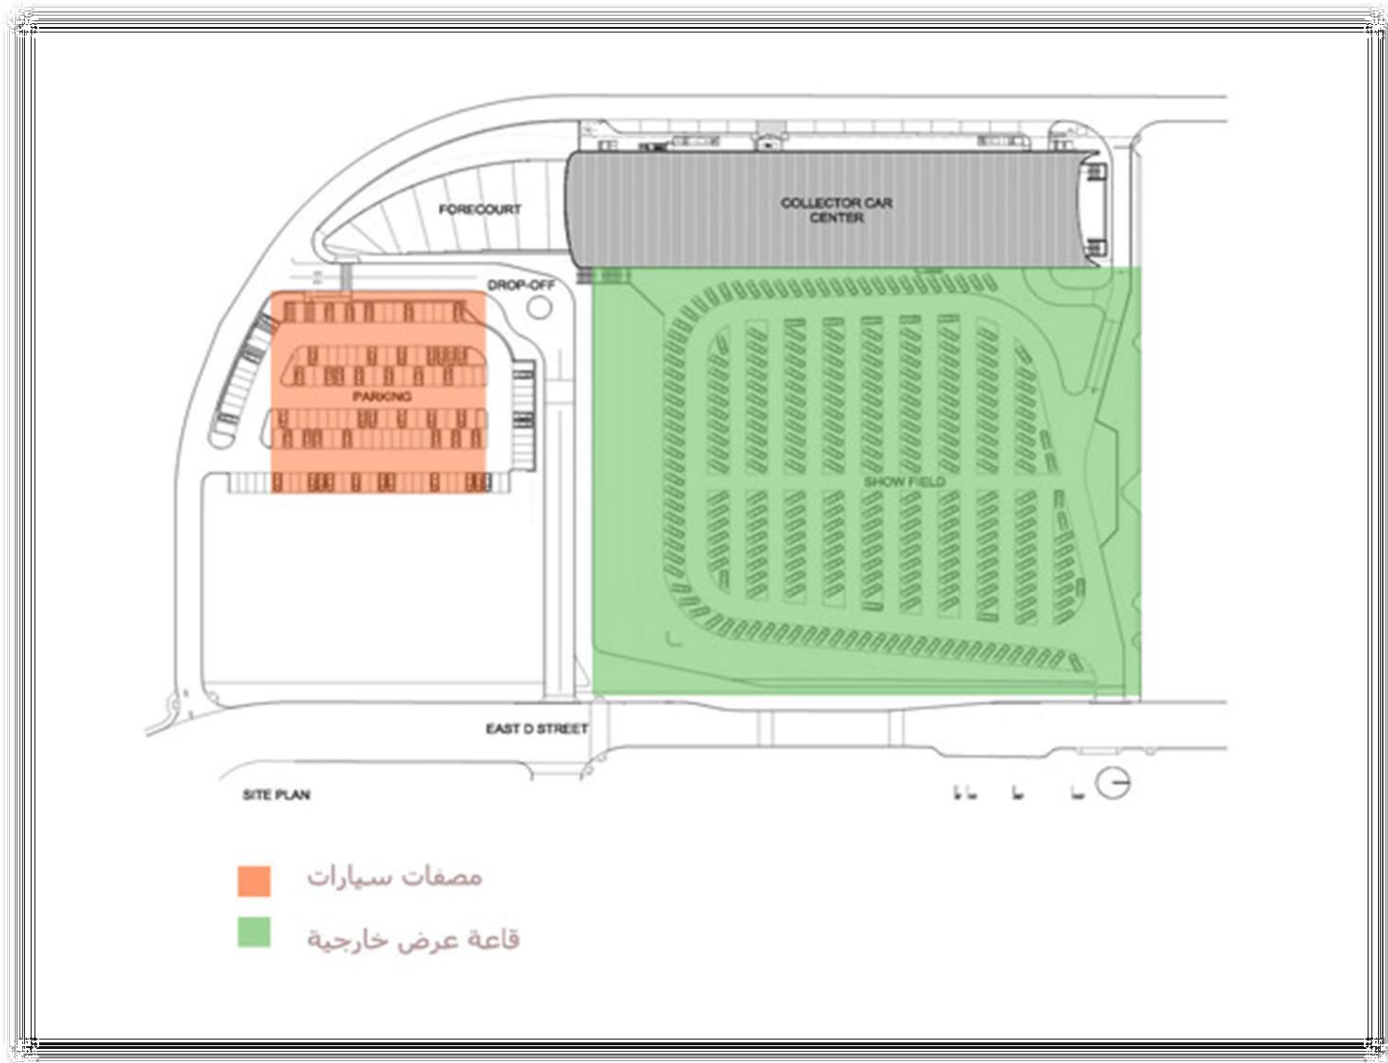 COLLECTOR CAR
CENTER
FORECOURT
DROP-OFF
PARKING
SHOW FIELD
EAST D STREET
SITE PLAN
مصفات سيارات
قاعة عرض خارجية